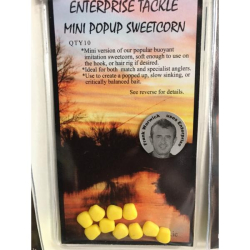 ENTERPRISE TACKLE
MINI POPUP SWEETCORN
QTY 10
*Mini version of our popular buoyant
imitation sweetcorn, soft enough to use on
the hook, or hair rig if desired.
*Ideal for both match and specialist anglers.
*Use to create a popped up, slow sinking, or
critically balanced bait.
See reverse for details.
Frank Warwick